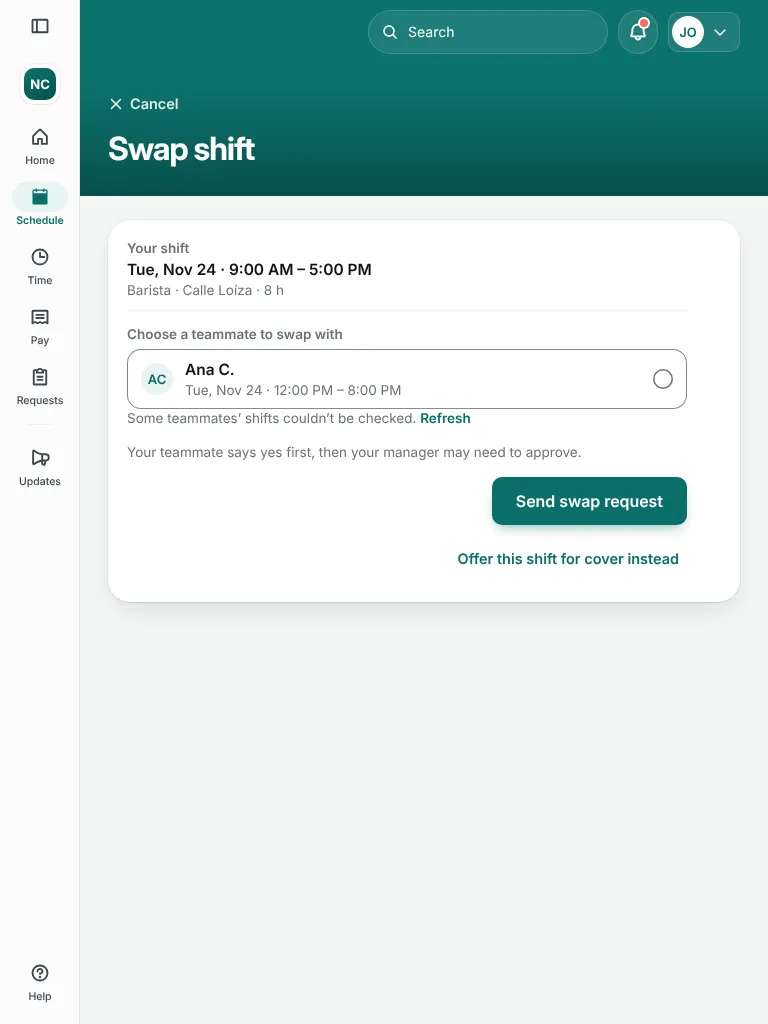 Search
JO
NC
Cancel
Swap shift
Home
Schedule
Time
Pay
Requests
Updates
Help
Your shift
Tue, Nov 24 · 9:00 AM – 5:00 PM
Barista · Calle Loíza · 8 h
Choose a teammate to swap with
AC
Ana C.
Tue, Nov 24 · 12:00 PM – 8:00 PM
Some teammates’ shifts couldn’t be checked. Refresh
Your teammate says yes first, then your manager may need to approve.
Send swap request
Offer this shift for cover instead